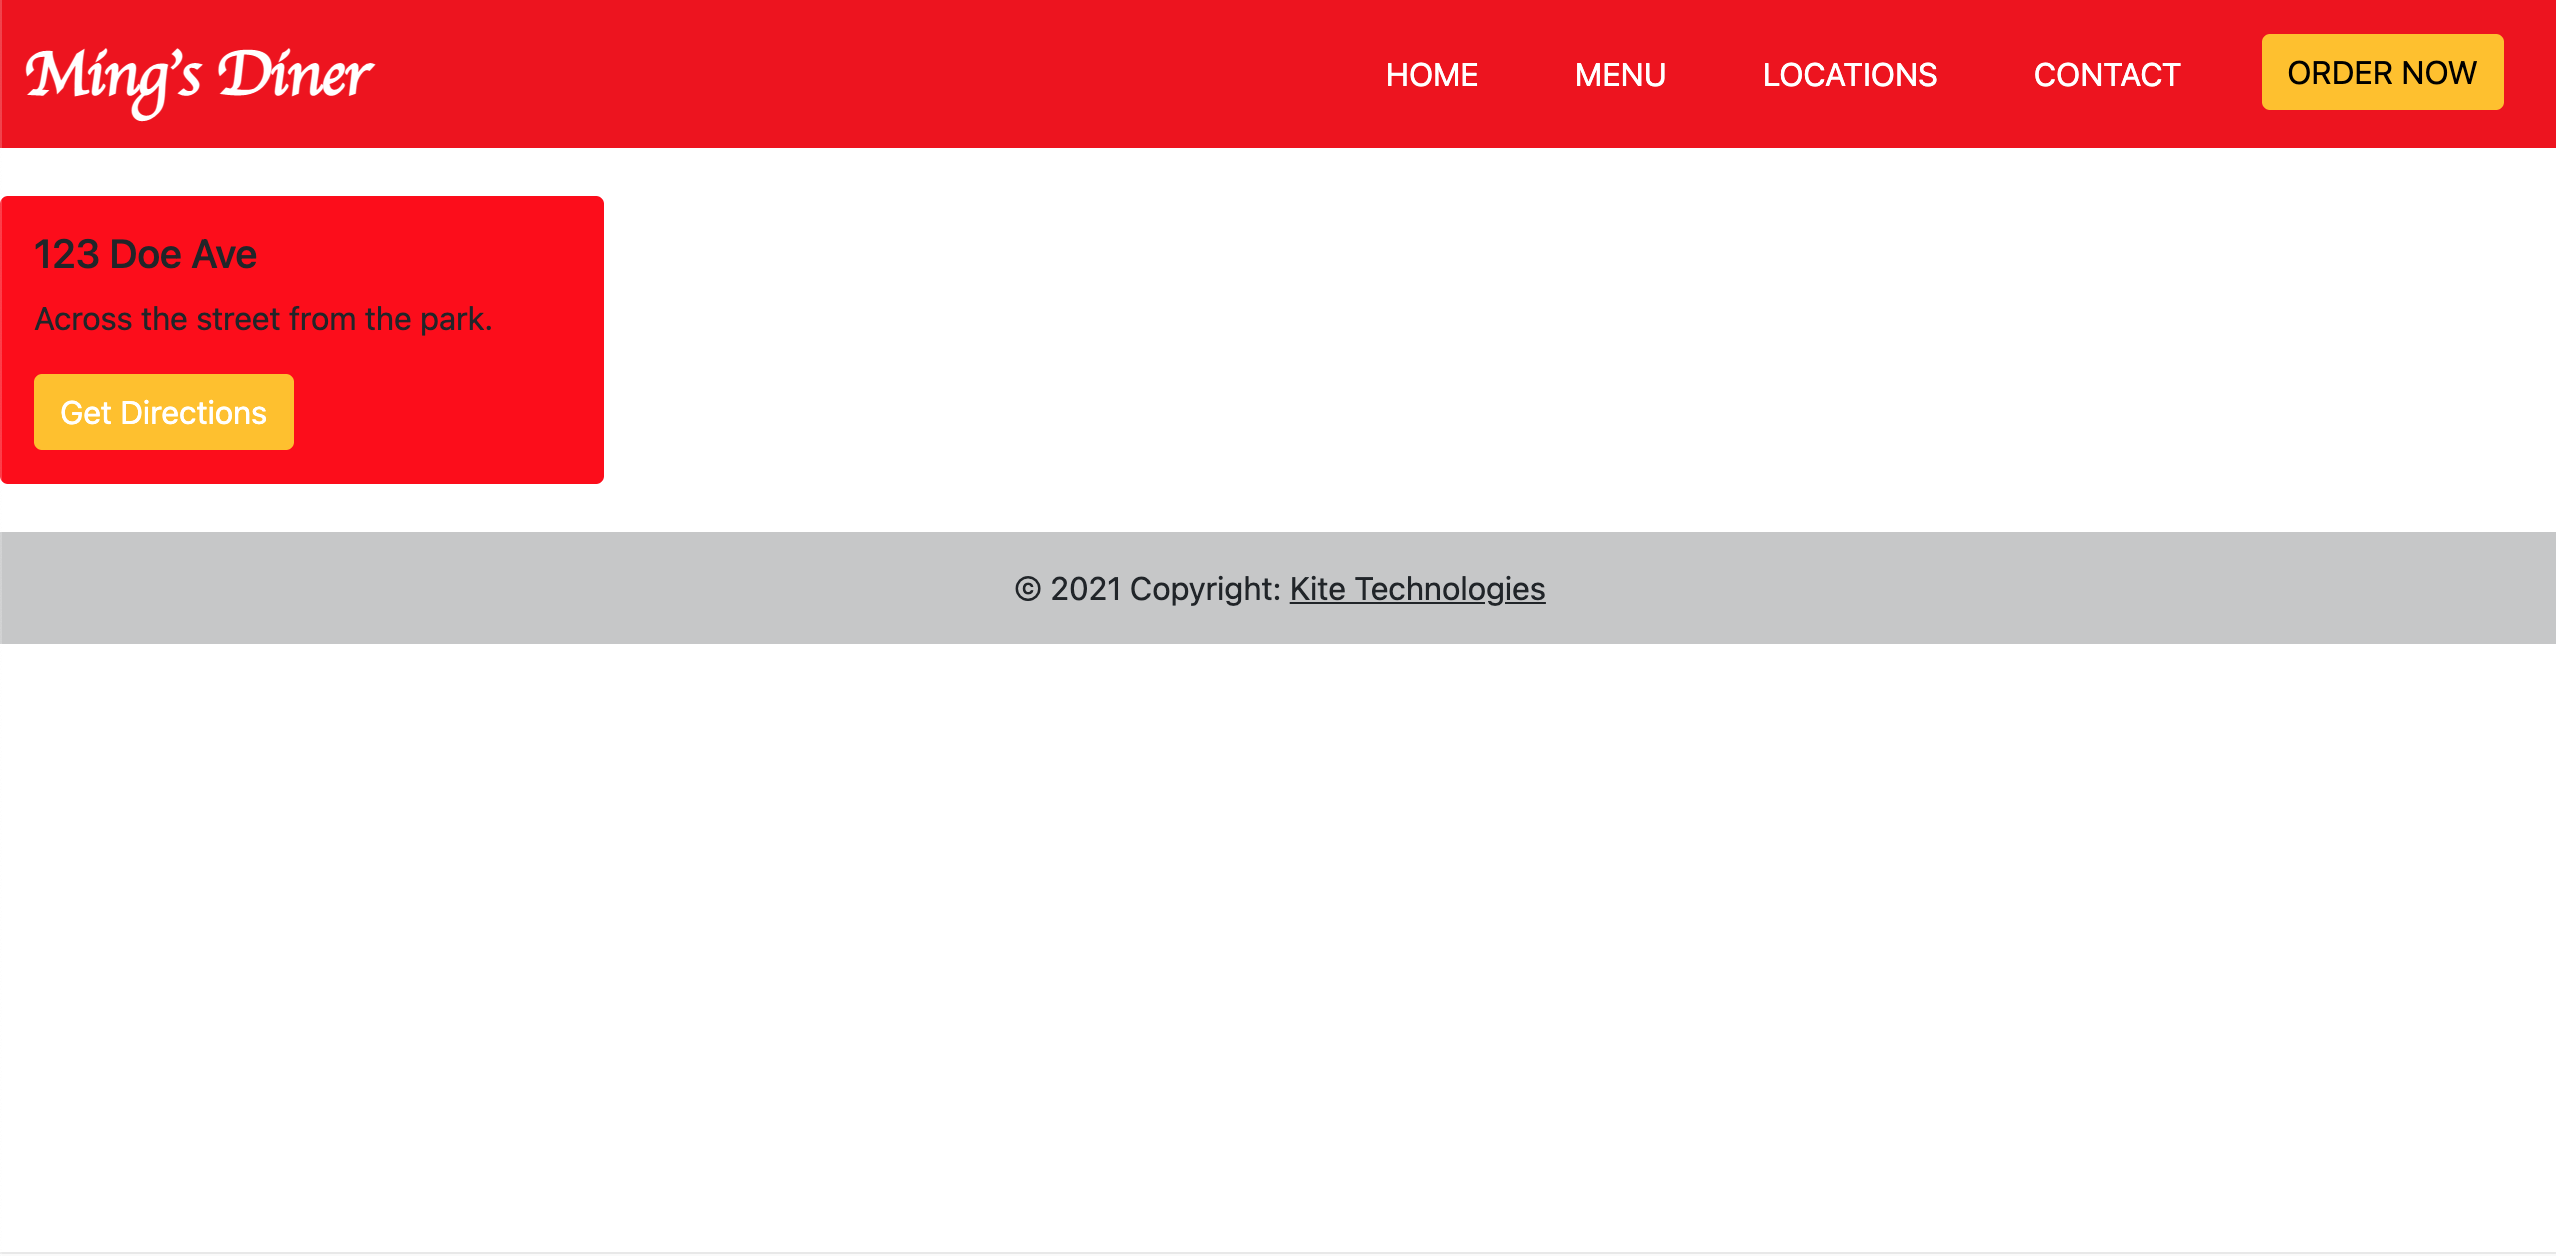 Ming's Diner
HOME MENU LOCATIONS CONTACT ORDER NOW
123 Doe Ave
Across the street from the park.
Get Directions
© 2021 Copyright: Kite Technologies